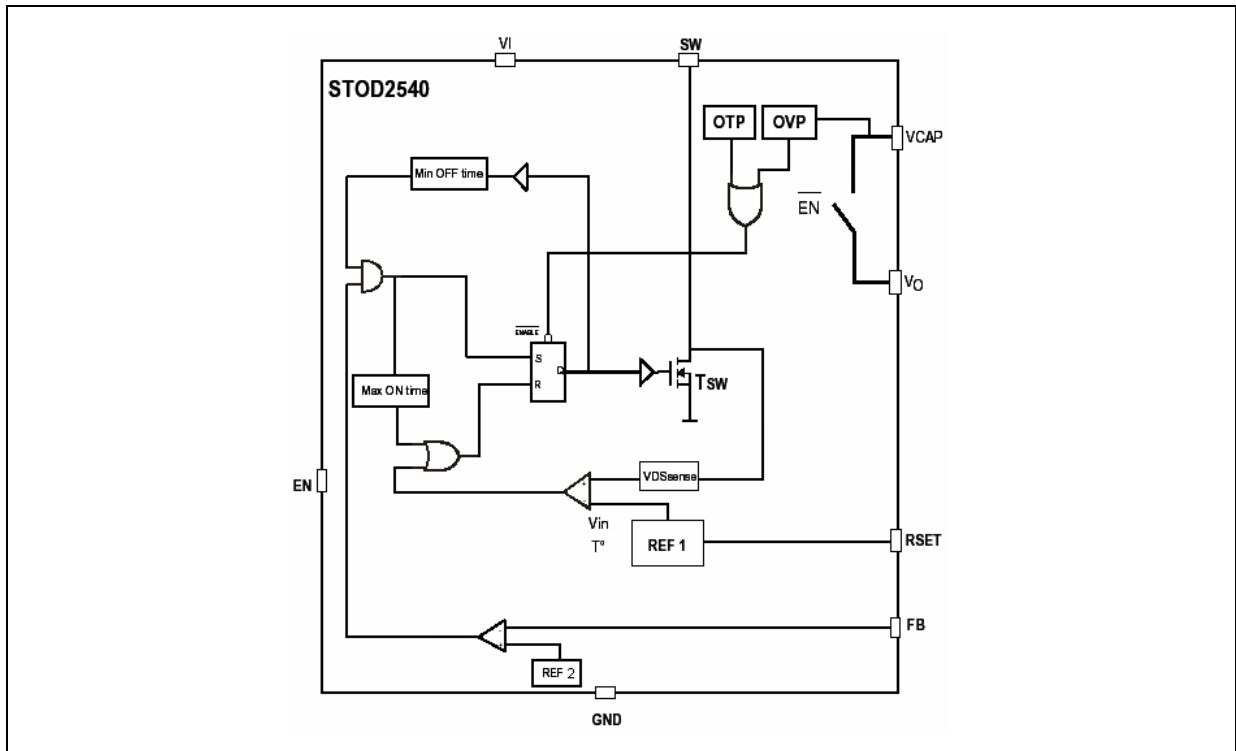 VI
SW
STOD2540
OTP
OVP
VCAP
Min OFF time
EN
VO
ENABLE
S
R
Max ON time
TSW
EN
VDSsense
Vin
T°
REF 1
RSET
FB
REF 2
GND